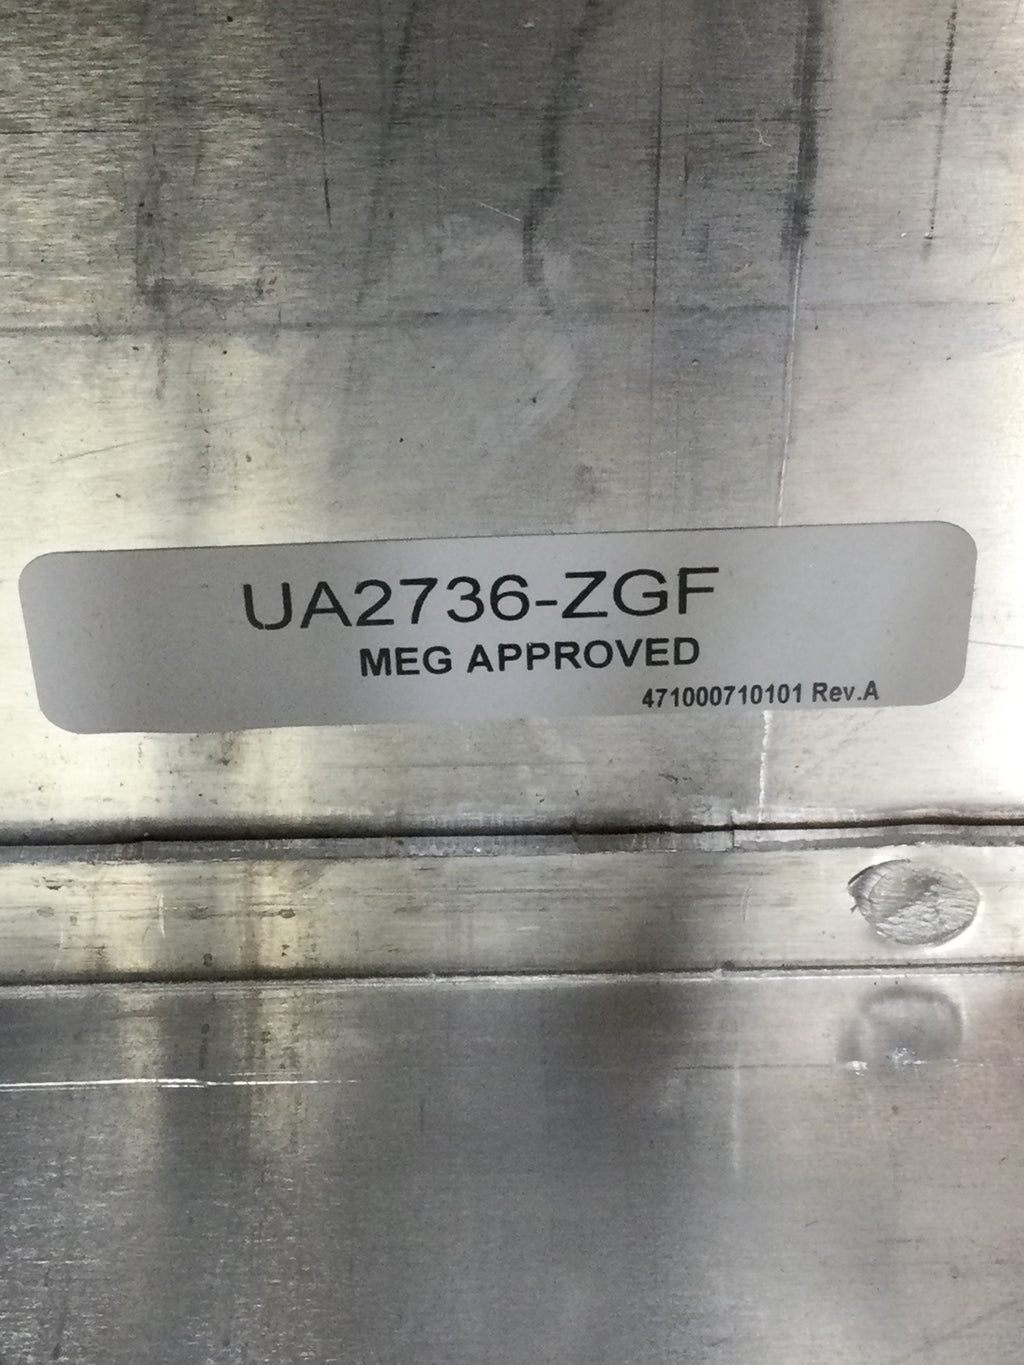 UA2736-ZGF
MEG APPROVED
471000710101 Rev.A